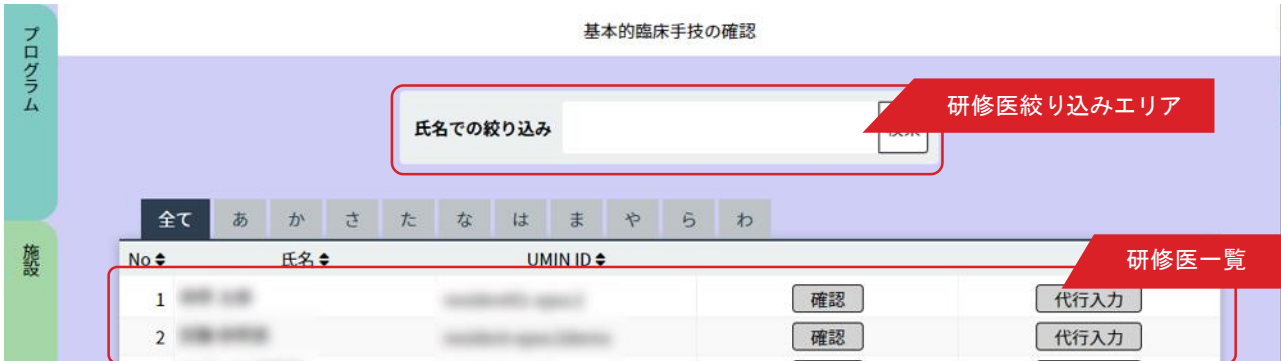 基本的臨床手技の確認
プログラム
研修医絞り込みエリア
氏名での絞り込み
全て あ か さ た な は ま や ら わ
施設
研修医一覧
No 氏名 UMIN ID
1 確認 代行入力
2 確認 代行入力